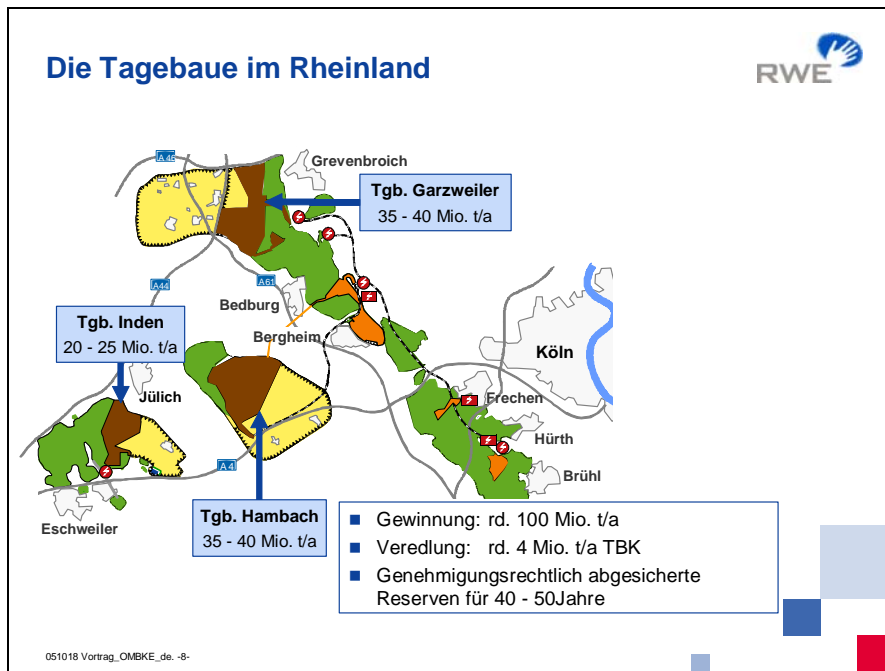 Die Tagebaue im Rheinland
RWE
A 46
Grevenbroich
Tgb. Garzweiler
35 - 40 Mio. t/a
A 44
A 61
Bedburg
Tgb. Inden
20 - 25 Mio. t/a
Bergheim
Köln
Jülich
Frechen
Hürth
A 4
Brühl
Tgb. Hambach
35 - 40 Mio. t/a
Eschweiler
Gewinnung: rd. 100 Mio. t/a
Veredlung: rd. 4 Mio. t/a TBK
Genehmigungsrechtlich abgesicherte
Reserven für 40 - 50Jahre
051018 Vortrag_OMBKE_de. -8-